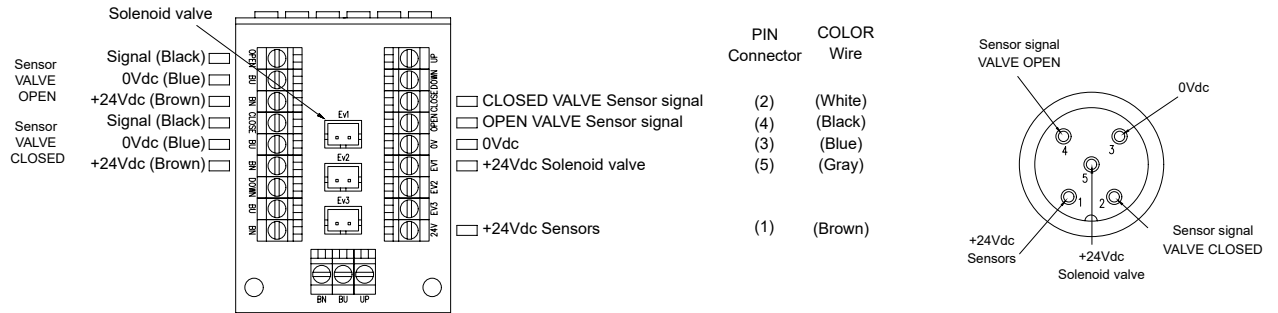 Solenoid valve
Sensor
VALVE
OPEN
Signal (Black)
0Vdc (Blue)
+24Vdc (Brown)
Sensor
VALVE
CLOSED
Signal (Black)
0Vdc (Blue)
+24Vdc (Brown)
OPEN
BU
BN
CLOSE
BU
BN
DOWN
BU
BN
Ev1
Ev2
Ev3
UP
DOWN
CLOSE
OPEN
0V
EV1
EV2
EV3
24V
BN BU UP
PIN COLOR
Connector Wire
CLOSED VALVE Sensor signal (2) (White)
OPEN VALVE Sensor signal (4) (Black)
0Vdc (3) (Blue)
+24Vdc Solenoid valve (5) (Gray)
+24Vdc Sensors (1) (Brown)
Sensor signal
VALVE OPEN
0Vdc
4 3
5
1 2
+24Vdc
Sensors
+24Vdc
Solenoid valve
Sensor signal
VALVE CLOSED